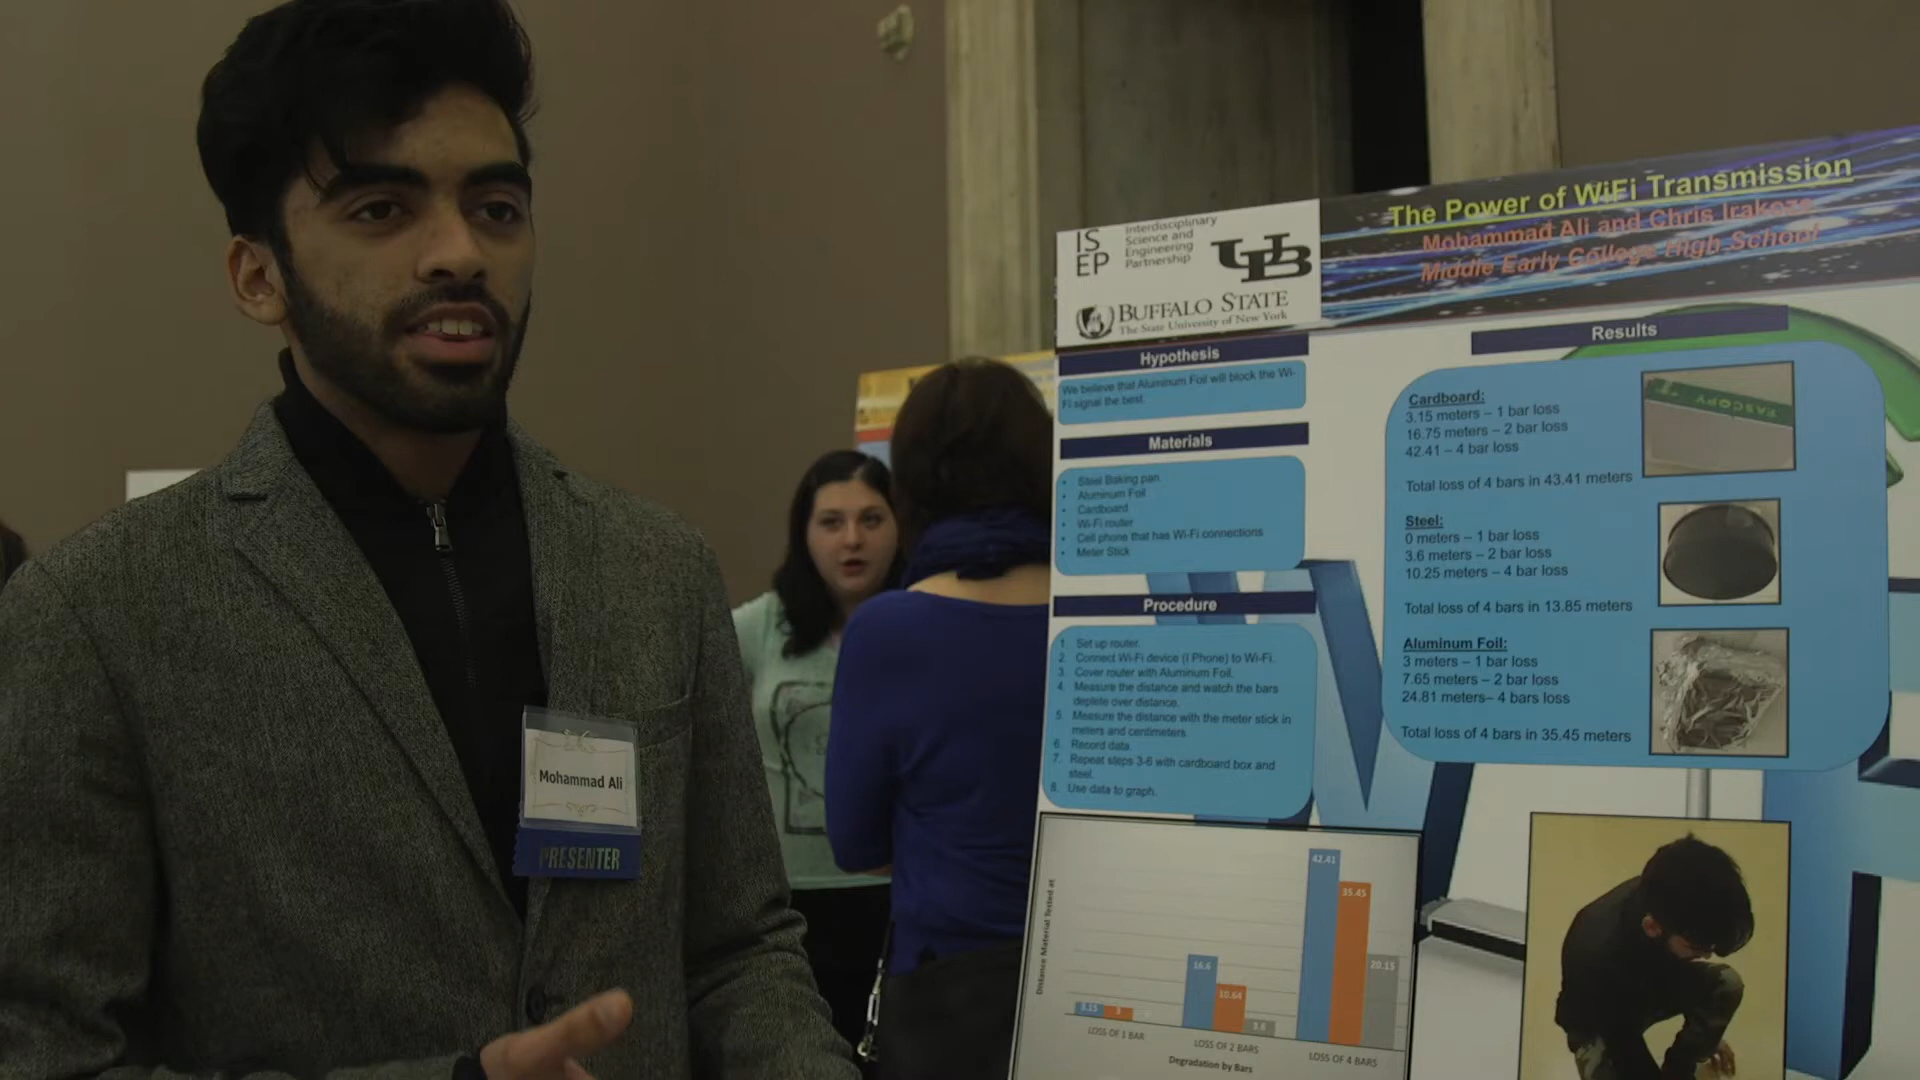 Mohammad Ali
PRESENTER
IS
EP
Interdisciplinary
Science and
Engineering
Partnership
UB
BUFFALO STATE
The State University of New York
The Power of WiFi Transmission
Mohammad Ali and Chris Irakoze
Middle Early College High School
Hypothesis
We believe that Aluminum Foil will block the Wi-
Fi signal the best.
Materials
• Steel Baking pan
• Aluminum Foil
• Cardboard
• Wi-Fi router
• Cell phone that has Wi-Fi connections
• Meter Stick
Procedure
1. Set up router.
2. Connect Wi-Fi device (I Phone) to Wi-Fi.
3. Cover router with Aluminum Foil.
4. Measure the distance and watch the bars
deplete over distance.
5. Measure the distance with the meter stick in
meters and centimeters.
6. Record data.
7. Repeat steps 3-6 with cardboard box and
steel.
8. Use data to graph.
Results
Cardboard:
3.15 meters – 1 bar loss
16.75 meters – 2 bar loss
42.41 – 4 bar loss
Total loss of 4 bars in 43.41 meters
Steel:
0 meters – 1 bar loss
3.6 meters – 2 bar loss
10.25 meters – 4 bar loss
Total loss of 4 bars in 13.85 meters
Aluminum Foil:
3 meters – 1 bar loss
7.65 meters – 2 bar loss
24.81 meters– 4 bars loss
Total loss of 4 bars in 35.45 meters
PASCOPY
Distance Material Tested at
3.15
3
16.6
10.64
3.6
42.41
35.45
20.15
LOSS OF 1 BAR
LOSS OF 2 BARS
LOSS OF 4 BARS
Degradation by Bars